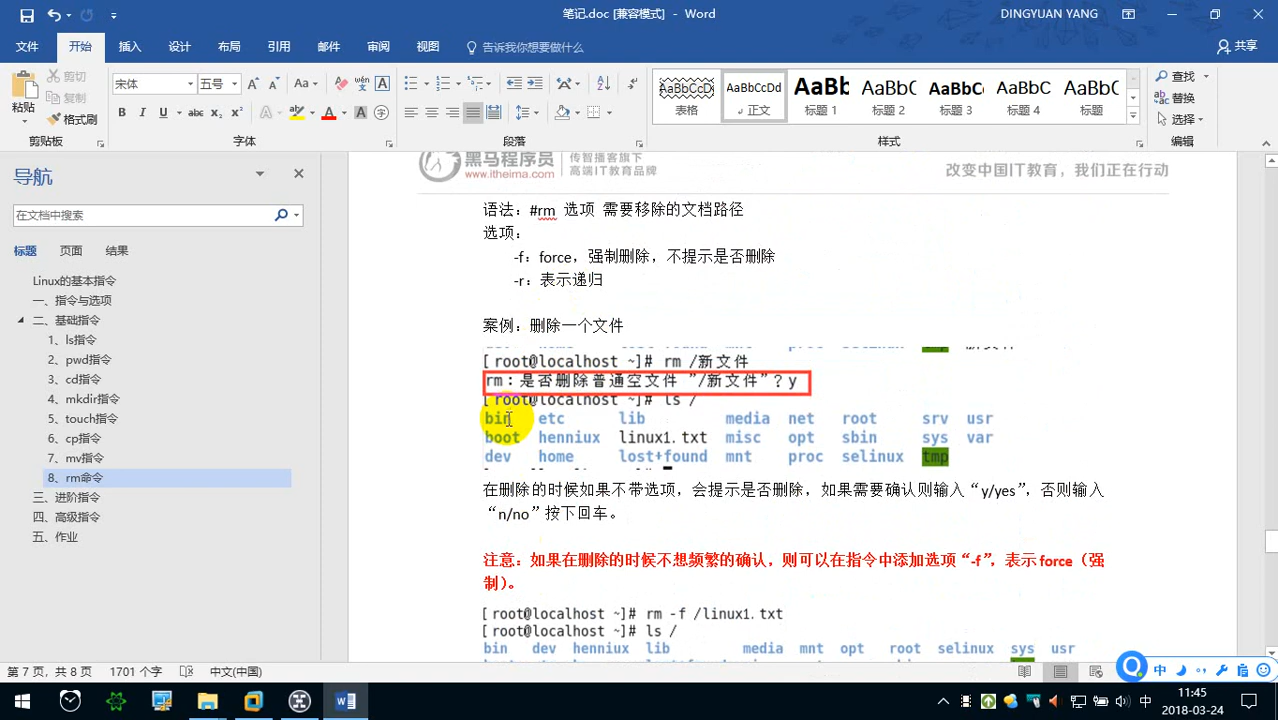 笔记.doc [兼容模式] - Word
DINGYUAN YANG
文件 开始 插入 设计 布局 引用 邮件 审阅 视图 告诉我你想要做什么 共享
粘贴 剪切 复制 格式刷
宋体 五号
表格 正文 标题 1 标题 2 标题 3 标题 4 标题
查找 替换 选择
剪贴板 字体 段落 样式 编辑
导航
在文档中搜索
标题 页面 结果
Linux的基本指令
一、指令与选项
二、基础指令
1、ls指令
2、pwd指令
3、cd指令
4、mkdir指令
5、touch指令
6、cp指令
7、mv指令
8、rm命令
三、进阶指令
四、高级指令
五、作业
黑马程序员
www.itheima.com
传智播客旗下
高端IT教育品牌
改变中国IT教育，我们正在行动
语法：#rm 选项 需要移除的文档路径
选项：
-f：force，强制删除，不提示是否删除
-r：表示递归
案例：删除一个文件
[root@localhost ~]# rm /新文件
rm：是否删除普通空文件 "/新文件"？y
[root@localhost ~]# ls /
bin etc lib media net root srv usr
boot henniux linux1.txt misc opt sbin sys var
dev home lost+found mnt proc selinux tmp
在删除的时候如果不带选项，会提示是否删除，如果需要确认则输入“y/yes”，否则输入
“n/no”按下回车。
注意：如果在删除的时候不想频繁的确认，则可以在指令中添加选项“-f”，表示 force（强
制）。
[root@localhost ~]# rm -f /linux1.txt
[root@localhost ~]# ls /
bin dev henniux lib media mnt opt root selinux sys usr
第 7 页，共 8 页 1701 个字 中文(中国)
中
中 11:45
2018-03-24